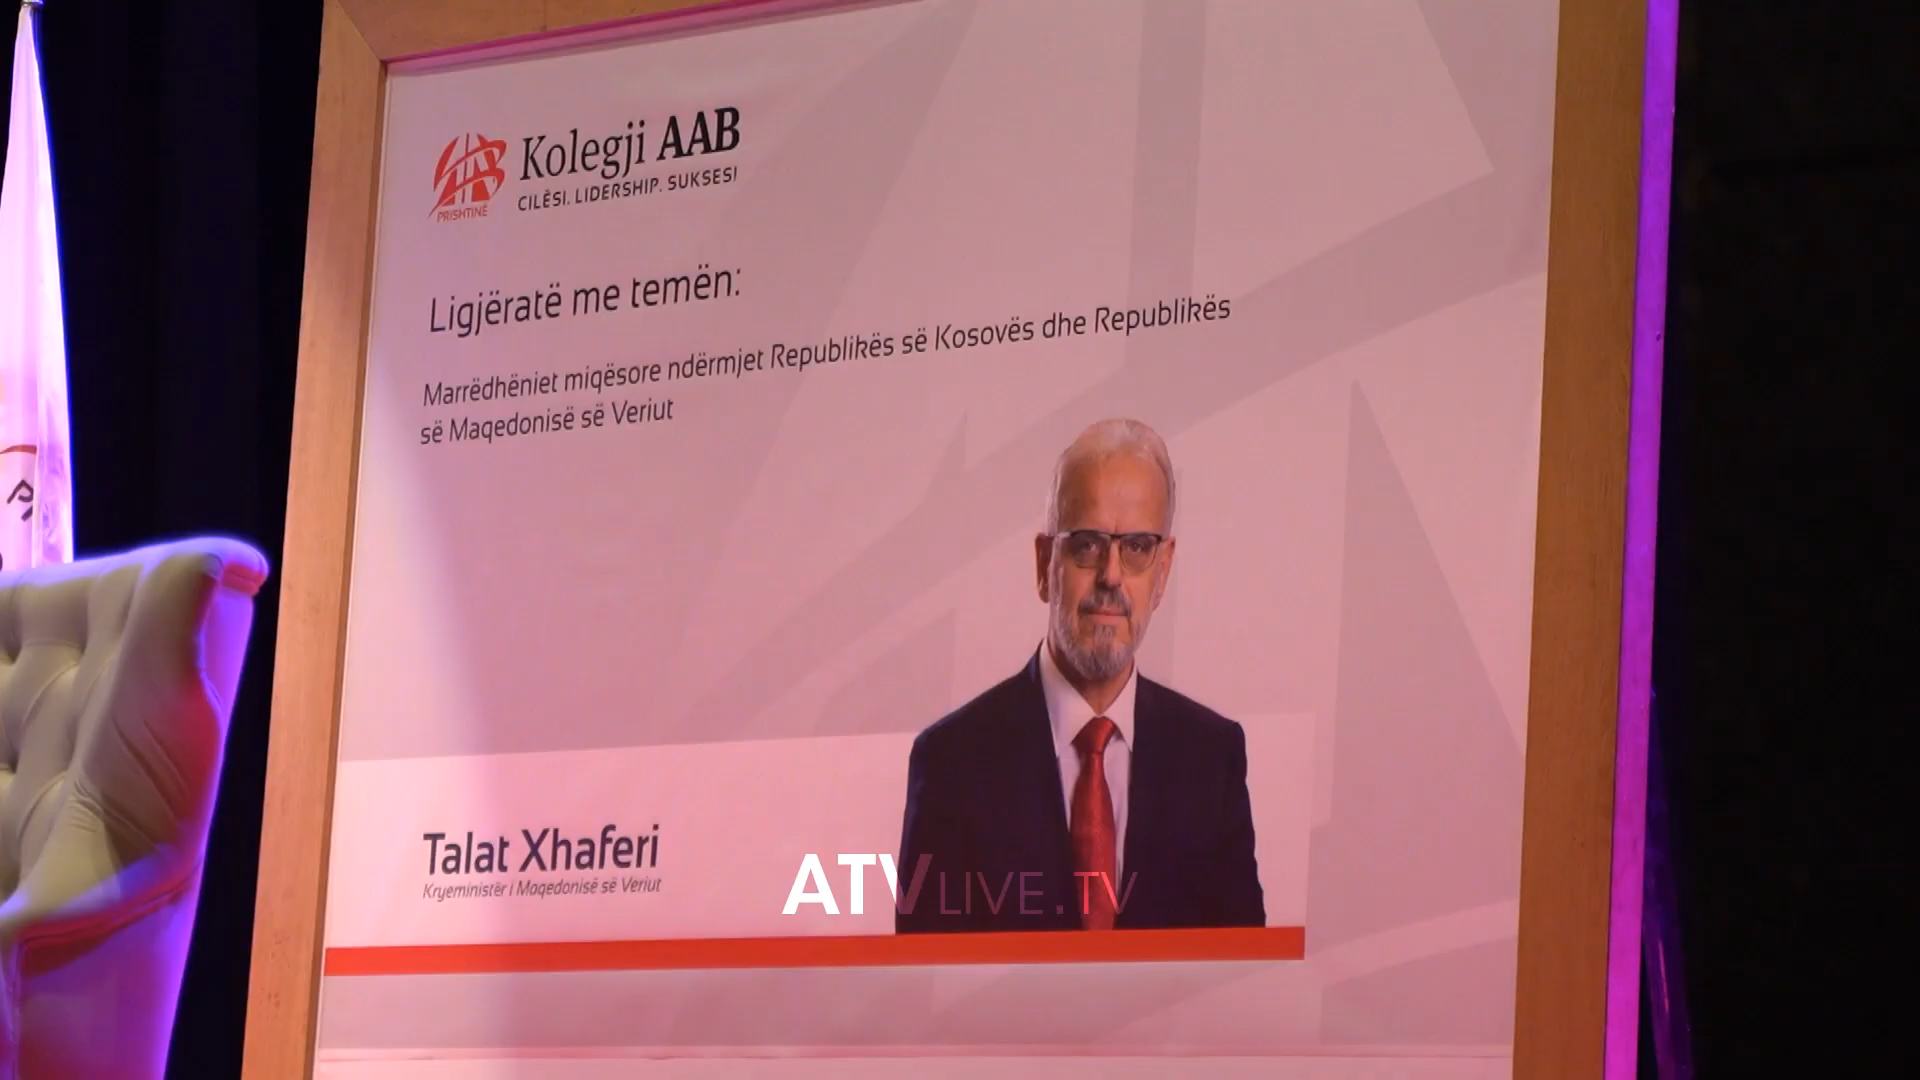 Kolegji AAB
CILËSI. LIDERSHIP. SUKSES!
PRISHTINË
Ligjëratë me temën:
Marrëdhëniet miqësore ndërmjet Republikës së Kosovës dhe Republikës
së Maqedonisë së Veriut
Talat Xhaferi
Kryeministër i Maqedonisë së Veriut
ATVLIVE.TV